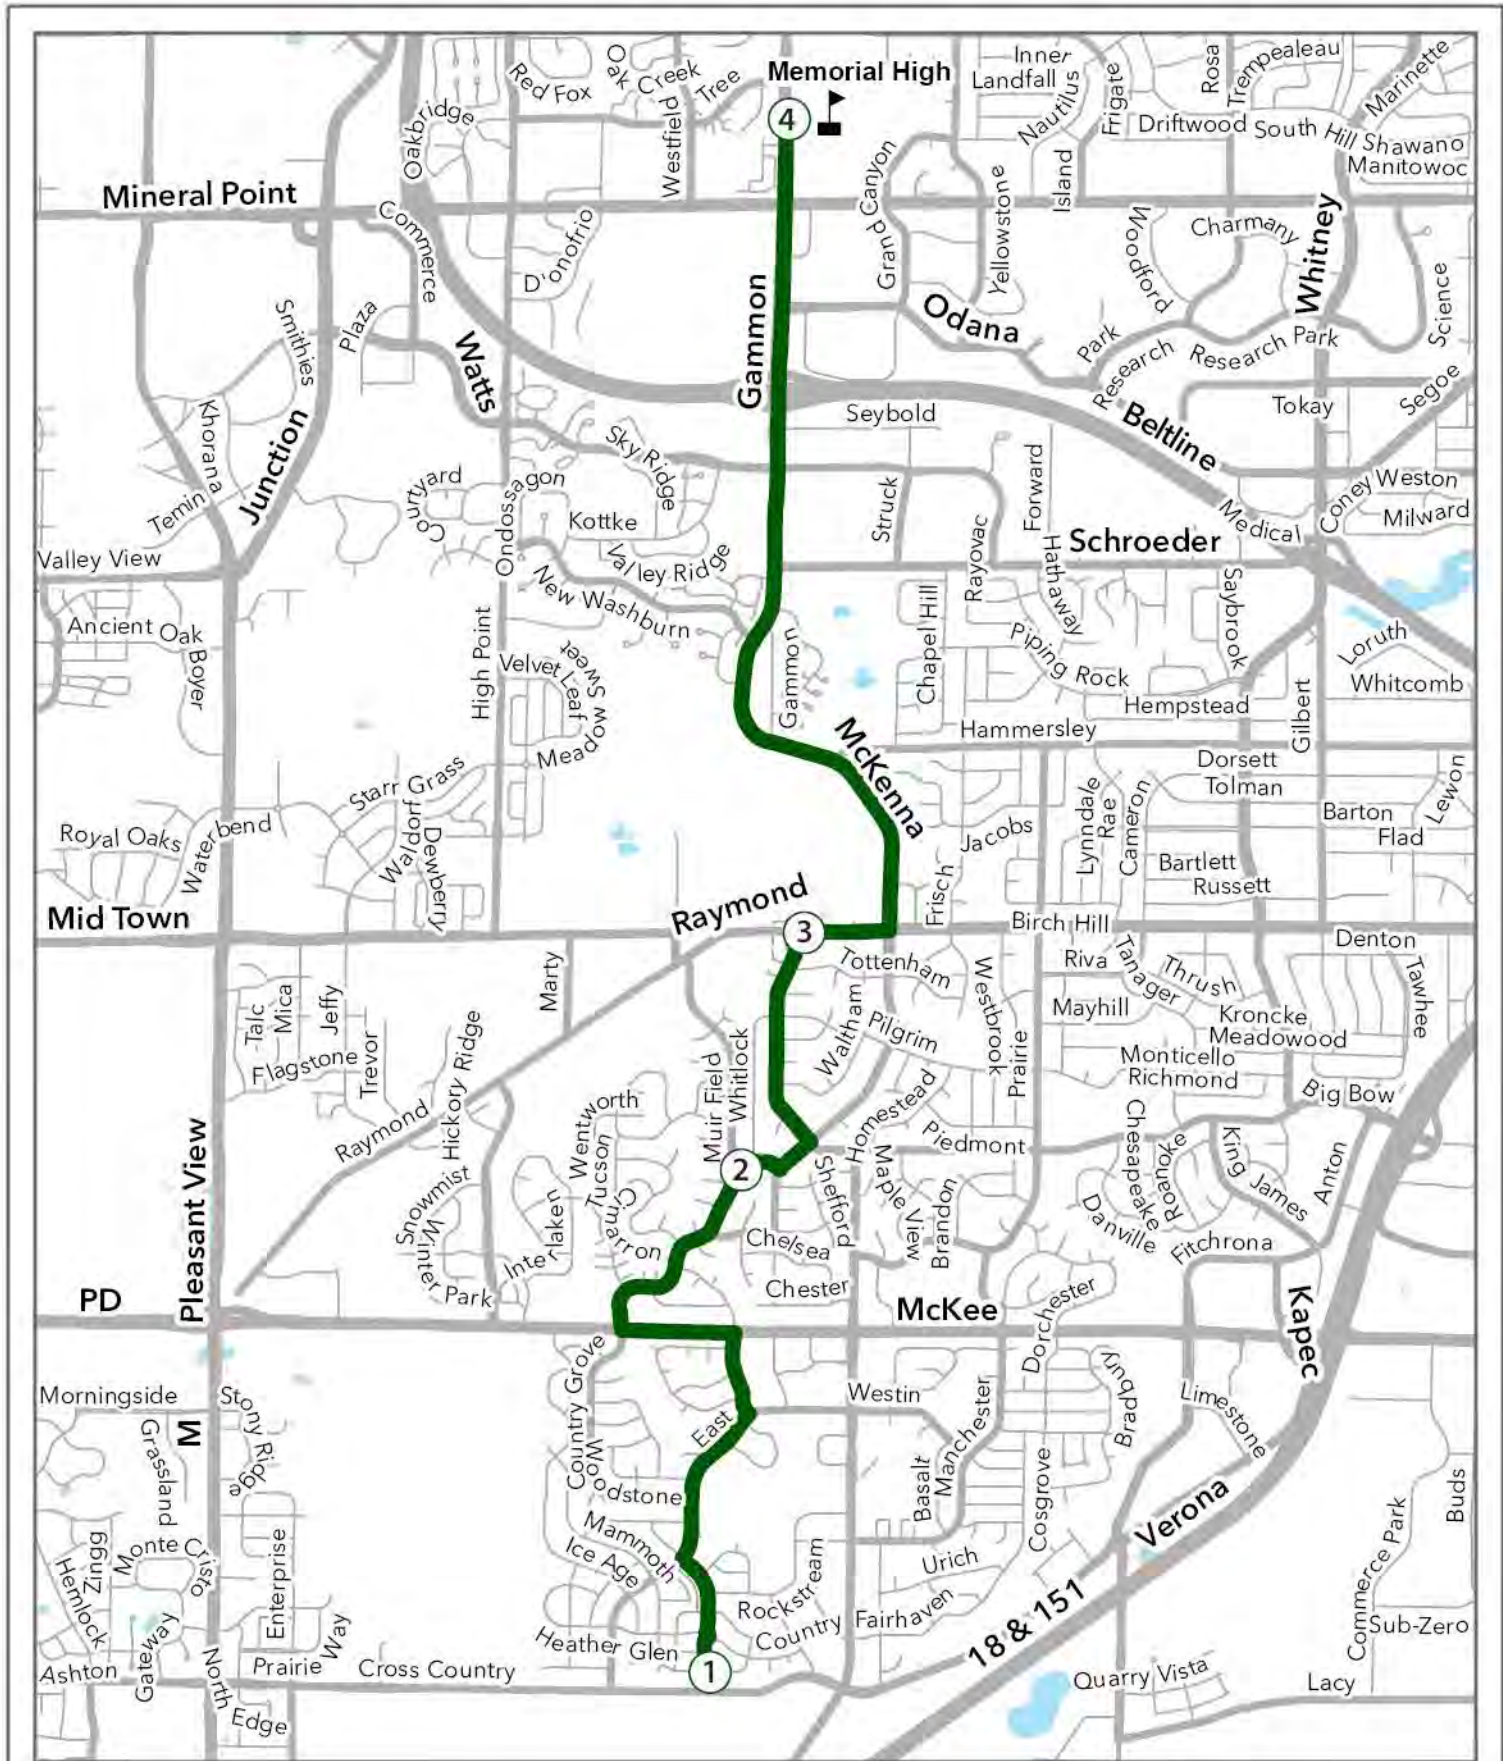 Memorial High
4
Inner
Landfall
Nautilus
Frigate
Rosa
Trempealeau
Marinette
Red Fox
Oak
Creek
Tree
Westfield
Oakbridge
Driftwood
South Hill
Shawano
Manitowoc
Island
Mineral Point
Commerce
D'onofrio
Grand Canyon
Yellowstone
Woodford
Charmany
Whitney
Science
Gammon
Odana
Park
Research
Research Park
Smithies
Plaza
Watts
Seybold
Beltline
Tokay
Segoe
Khorana
Junction
Temin
Courtyard
Ondossagon
Sky Ridge
Kottke
Struck
Rayovac
Forward
Medical
Coney
Weston
Milward
Schroeder
Hathaway
Valley View
Valley Ridge
New Washburn
Saybrook
Ancient Oak
Boyer
High Point
Velvet Leaf
Sweet
Meadow
Gammon
Chapel Hill
Piping Rock
Loruth
Whitcomb
Hempstead
Gilbert
Hammersley
McKenna
Dorsett
Tolman
Starr Grass
Waldorf
Dewberry
Royal Oaks
Waterbend
Jacobs
Lynndale
Rae
Cameron
Barton
Lewon
Flad
Bartlett
Russett
Frisch
Mid Town
Raymond
3
Birch Hill
Denton
Tottenham
Riva
Tanager
Thrush
Tawhee
Marty
Talc
Mica
Jeffy
Flagstone
Trevor
Hickory Ridge
Raymond
Waltham
Pilgrim
Westbrook
Prairie
Mayhill
Kroncke
Meadowood
Monticello
Richmond
Big Bow
Muir Field
Whitlock
Wentworth
Tucson
Cimarron
Homestead
Piedmont
2
Shefford
Maple View
Brandon
Chesapeake
Roanoke
Danville
King James
Anton
Fitchrona
Pleasant View
Snowmist
Winter Park
Interlaken
Chelsea
Chester
PD
McKee
Dorchester
Kapec
Country Grove
Morningside
Stony Ridge
M
Grassland
Westin
Manchester
Bradbury
Limestone
East
Woodstone
Basalt
Cosgrove
Verona
Buds
Mammoth
Ice Age
Zingg
Monte Cristo
Hemlock
Enterprise
Urich
Rockstream
Commerce Park
Gateway
Way
Heather Glen
Country
Fairhaven
18 & 151
Sub-Zero
Ashton
North Edge
Prairie
Cross Country
1
Quarry Vista
Lacy